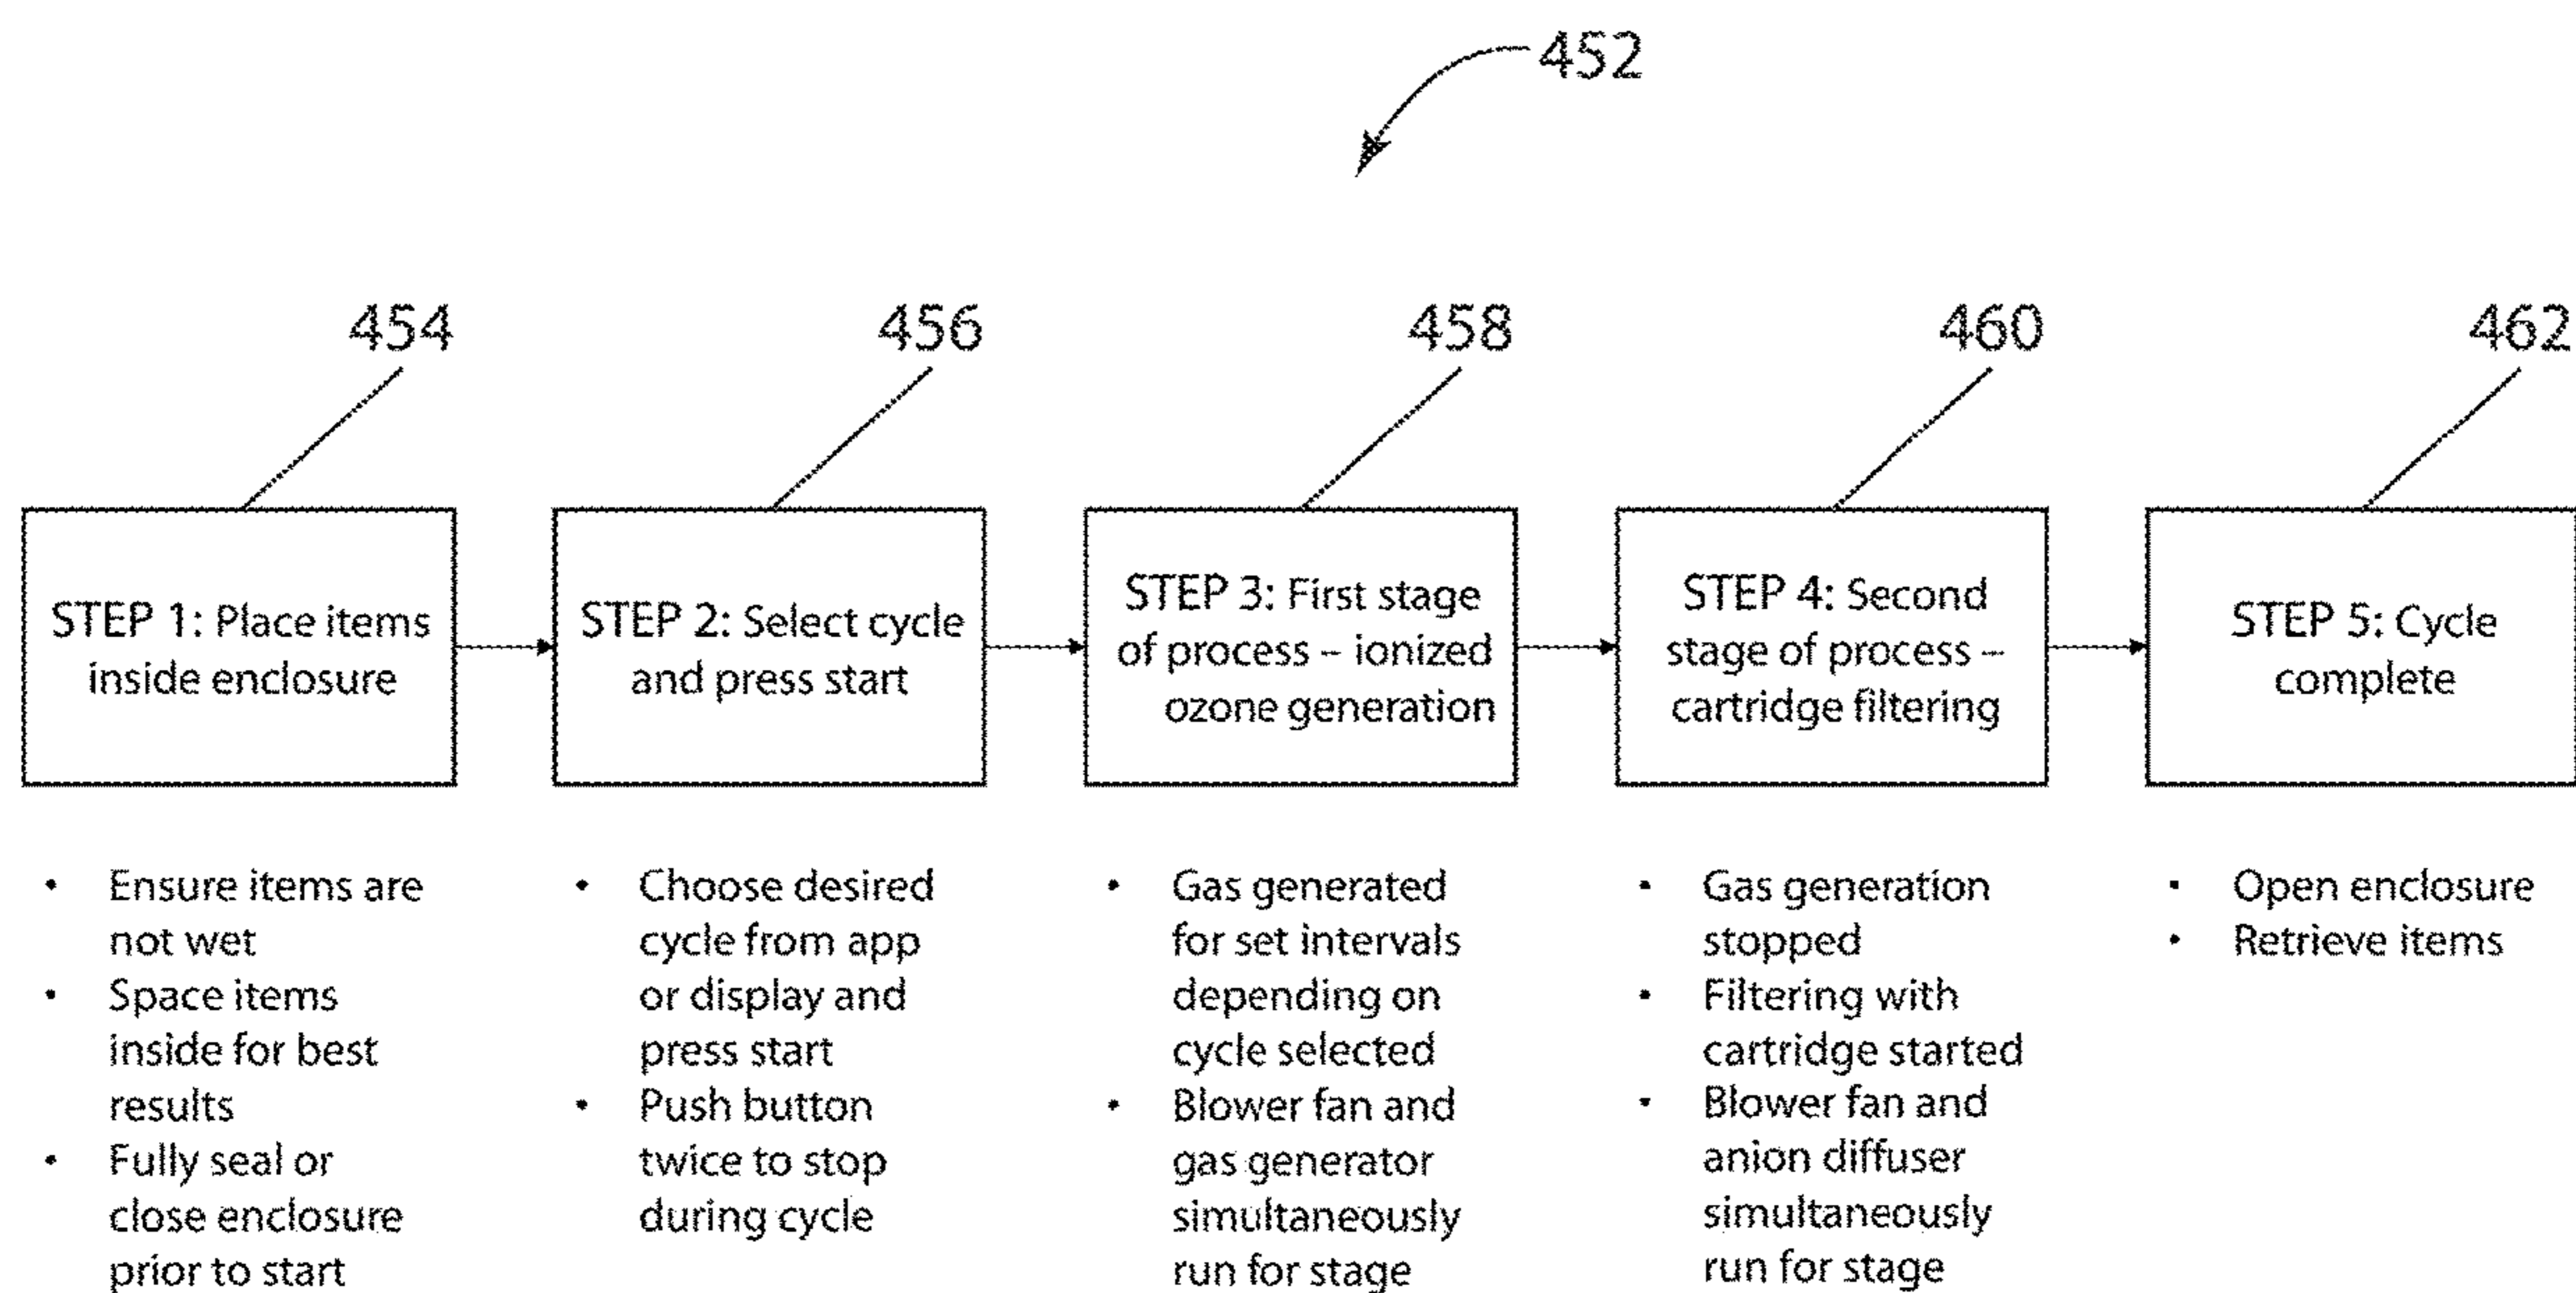 452
454
456
458
460
462
STEP 1: Place items
inside enclosure
STEP 2: Select cycle
and press start
STEP 3: First stage
of process – ionized
ozone generation
STEP 4: Second
stage of process –
cartridge filtering
STEP 5: Cycle
complete
• Ensure items are
not wet
• Space items
inside for best
results
• Fully seal or
close enclosure
prior to start
• Choose desired
cycle from app
or display and
press start
• Push button
twice to stop
during cycle
• Gas generated
for set intervals
depending on
cycle selected
• Blower fan and
gas generator
simultaneously
run for stage
• Gas generation
stopped
• Filtering with
cartridge started
• Blower fan and
anion diffuser
simultaneously
run for stage
• Open enclosure
• Retrieve items